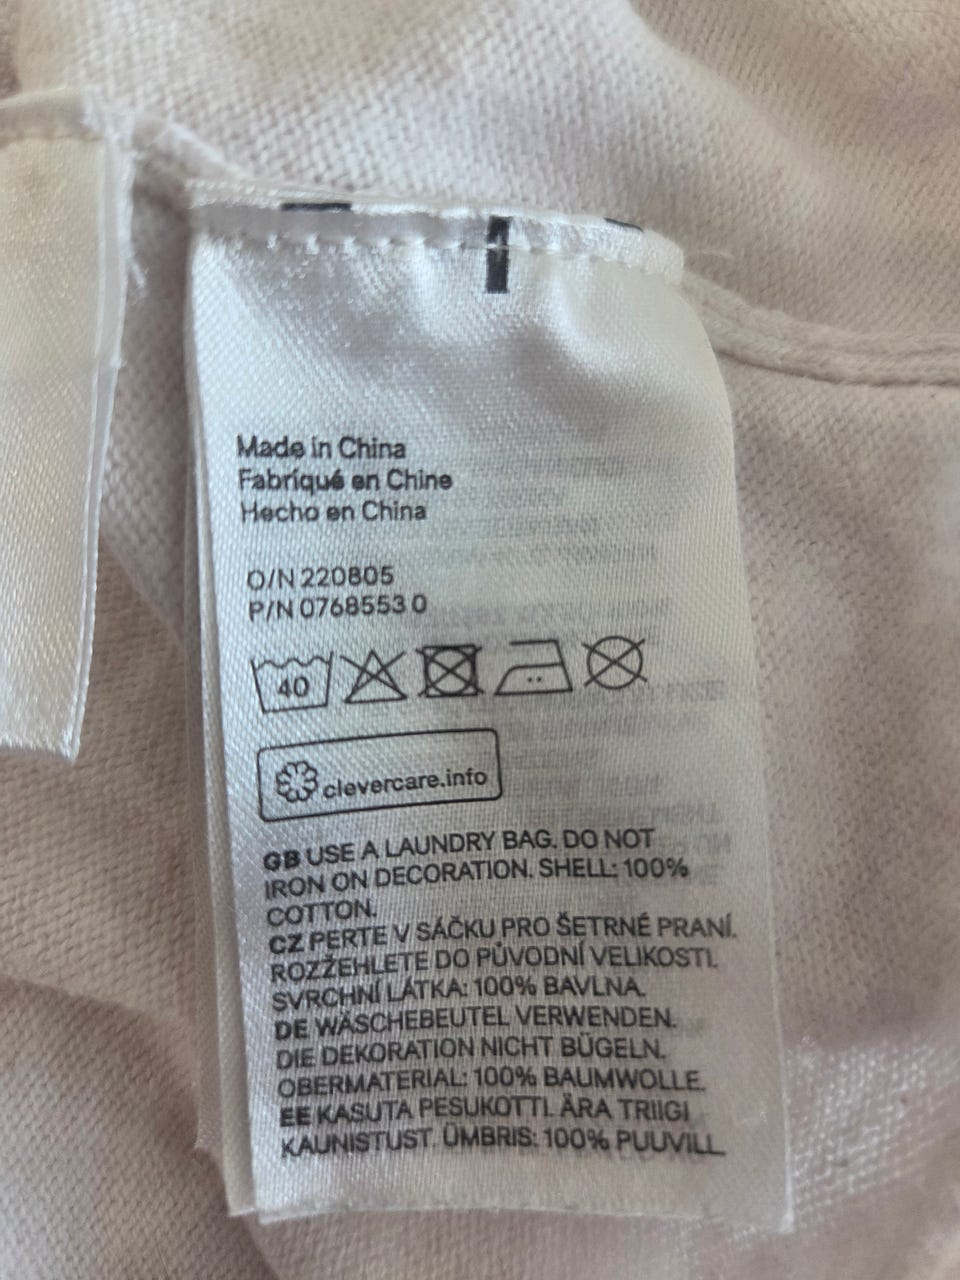 Made in China
Fabriqué en Chine
Hecho en China
O/N 220805
P/N 0768553 0
40
clevercare.info
GB USE A LAUNDRY BAG. DO NOT
IRON ON DECORATION. SHELL: 100%
COTTON.
CZ PERTE V SÁČKU PRO ŠETRNÉ PRANÍ.
ROZŽEHLETE DO PŮVODNÍ VELIKOSTI.
SVRCHNÍ LÁTKA: 100% BAVLNA.
DE WÄSCHEBEUTEL VERWENDEN.
DIE DEKORATION NICHT BÜGELN.
OBERMATERIAL: 100% BAUMWOLLE.
EE KASUTA PESUKOTTI. ÄRA TRIIGI
KAUNISTUST. ÜMBRIS: 100% PUUVILL.